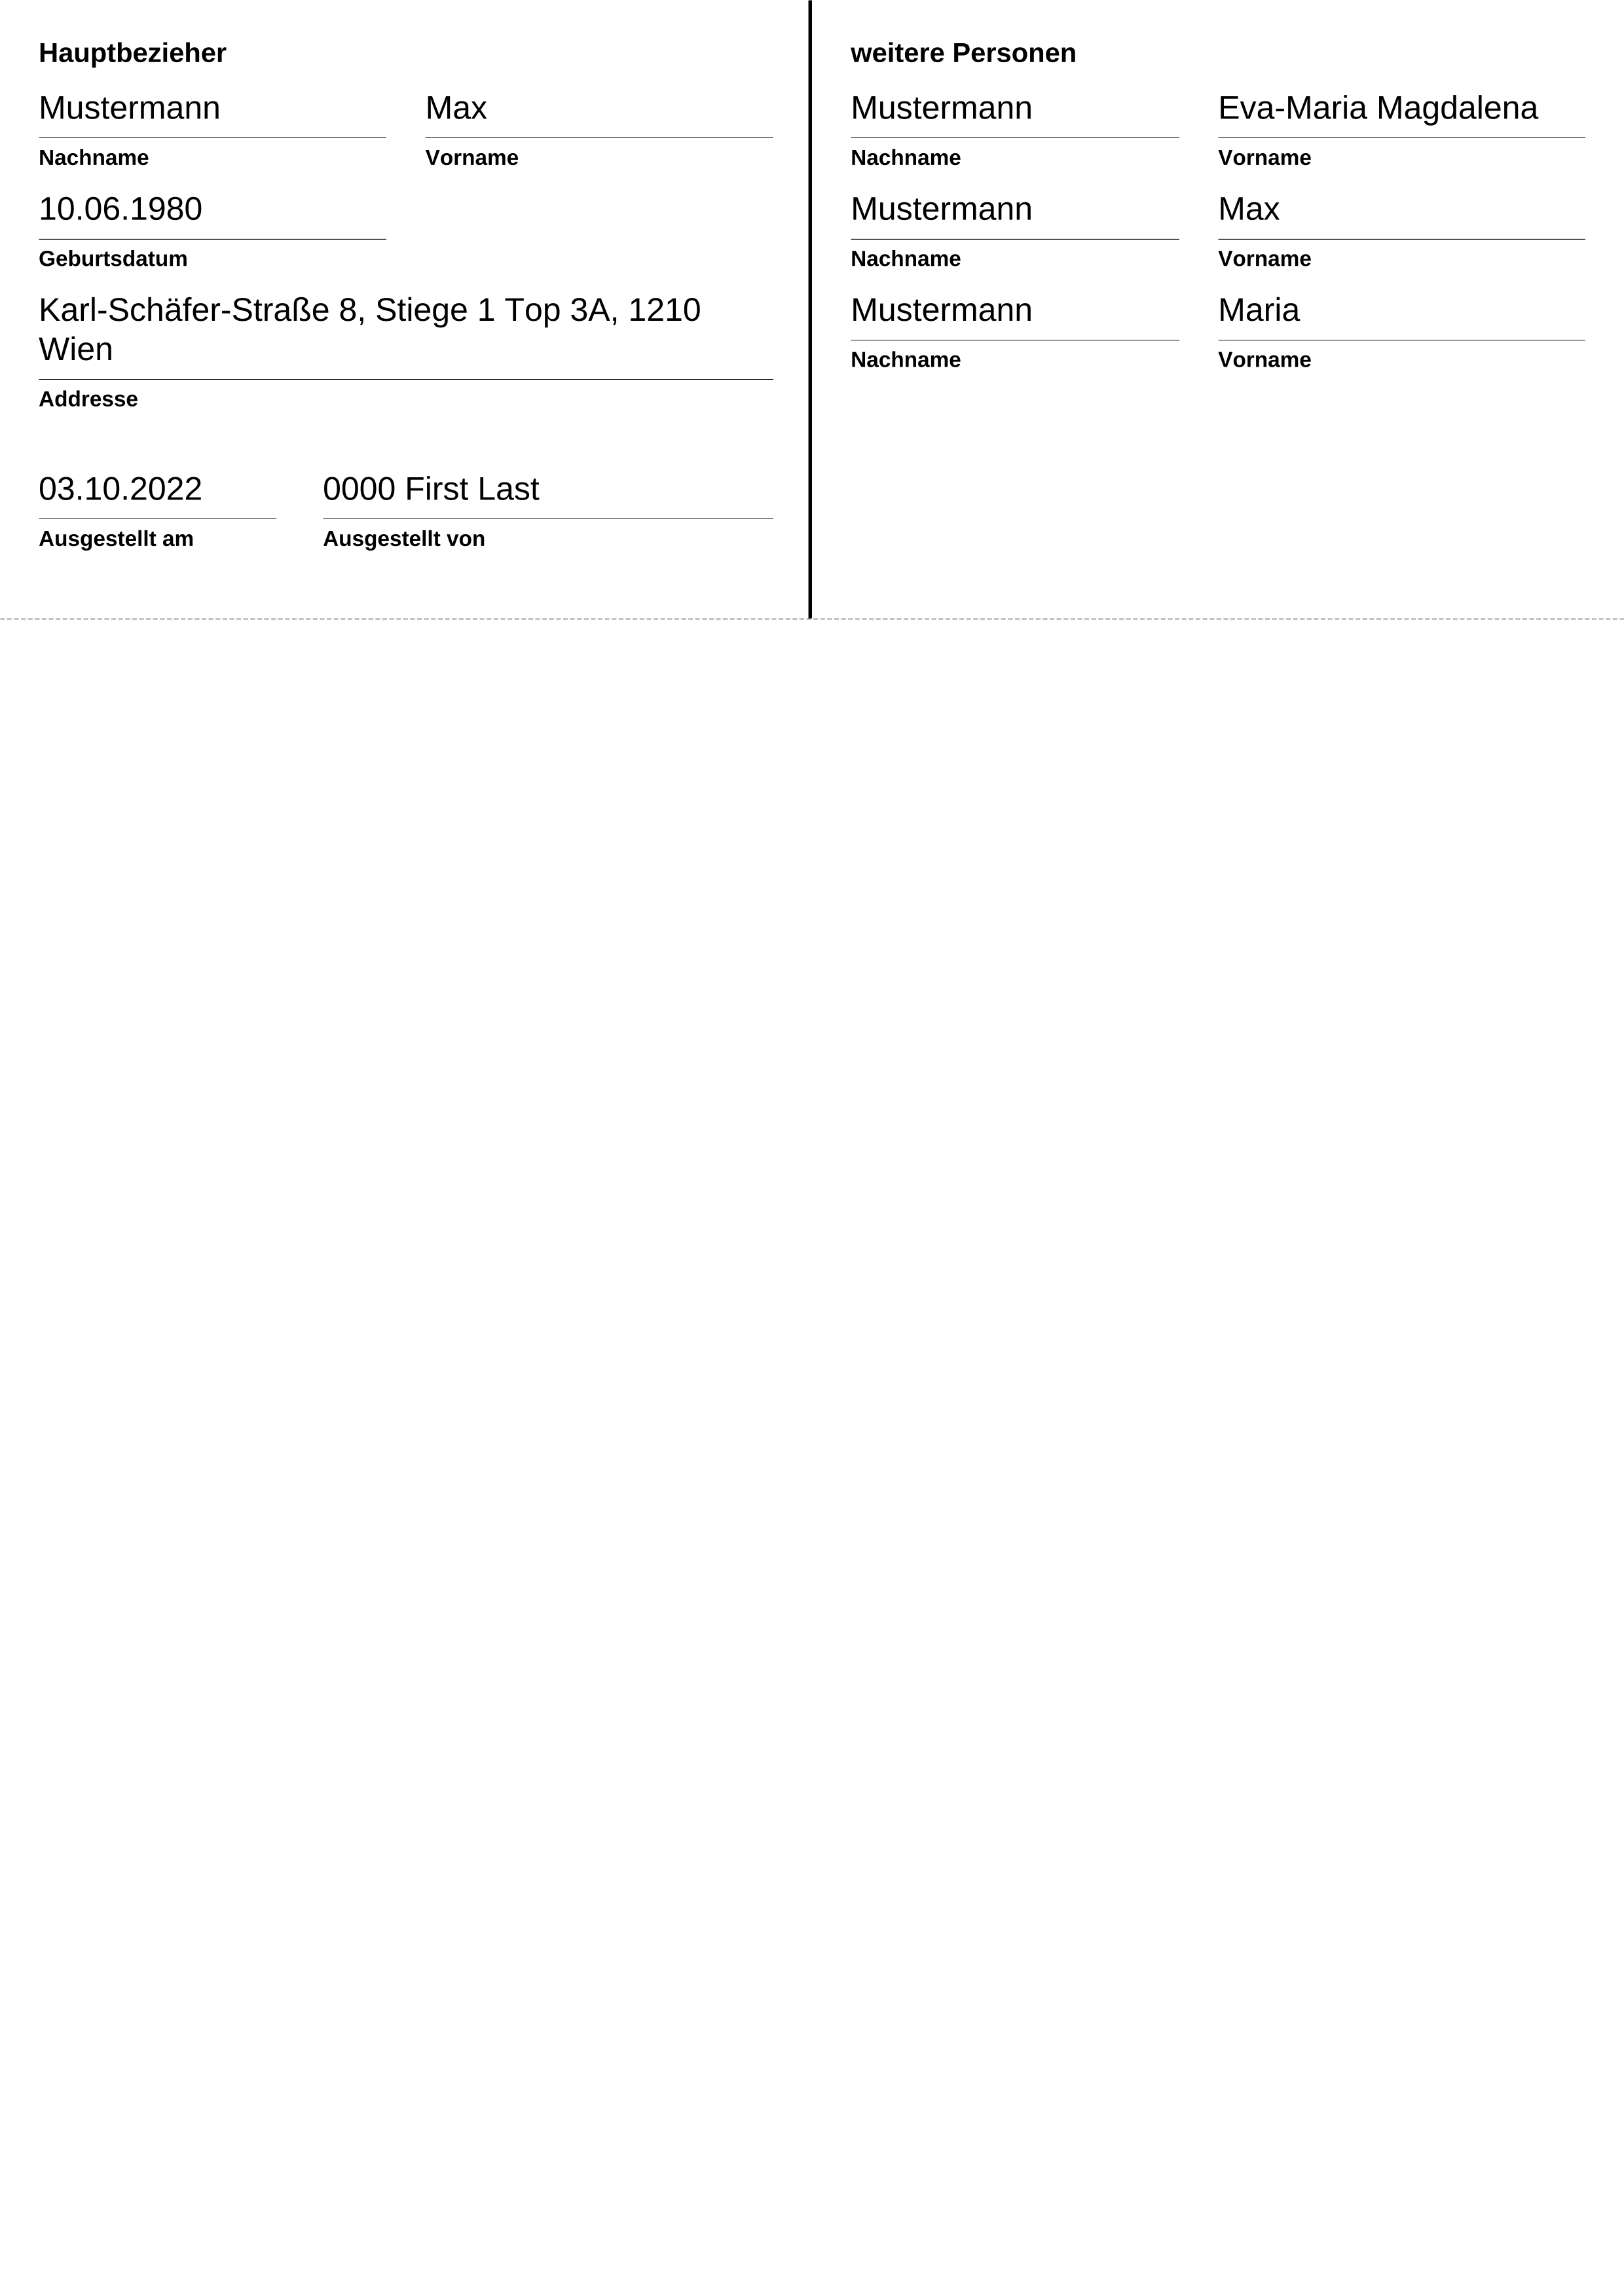 Hauptbezieher
Mustermann Max
Nachname Vorname
10.06.1980
Geburtsdatum
Karl-Schäfer-Straße 8, Stiege 1 Top 3A, 1210
Wien
Addresse
03.10.2022 0000 First Last
Ausgestellt am Ausgestellt von
weitere Personen
Mustermann Eva-Maria Magdalena
Nachname Vorname
Mustermann Max
Nachname Vorname
Mustermann Maria
Nachname Vorname